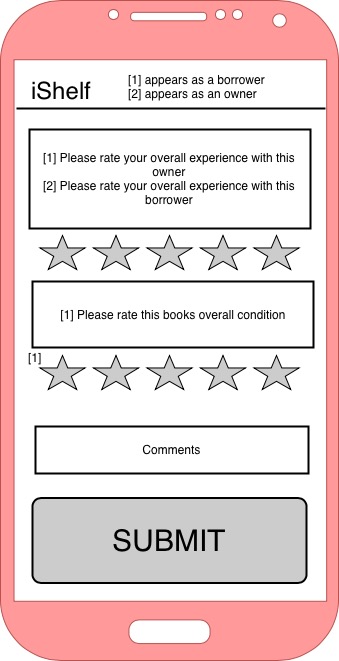 iShelf
[1] appears as a borrower
[2] appears as an owner
[1] Please rate your overall experience with this
owner
[2] Please rate your overall experience with this
borrower
[1] Please rate this books overall condition
[1]
Comments
SUBMIT